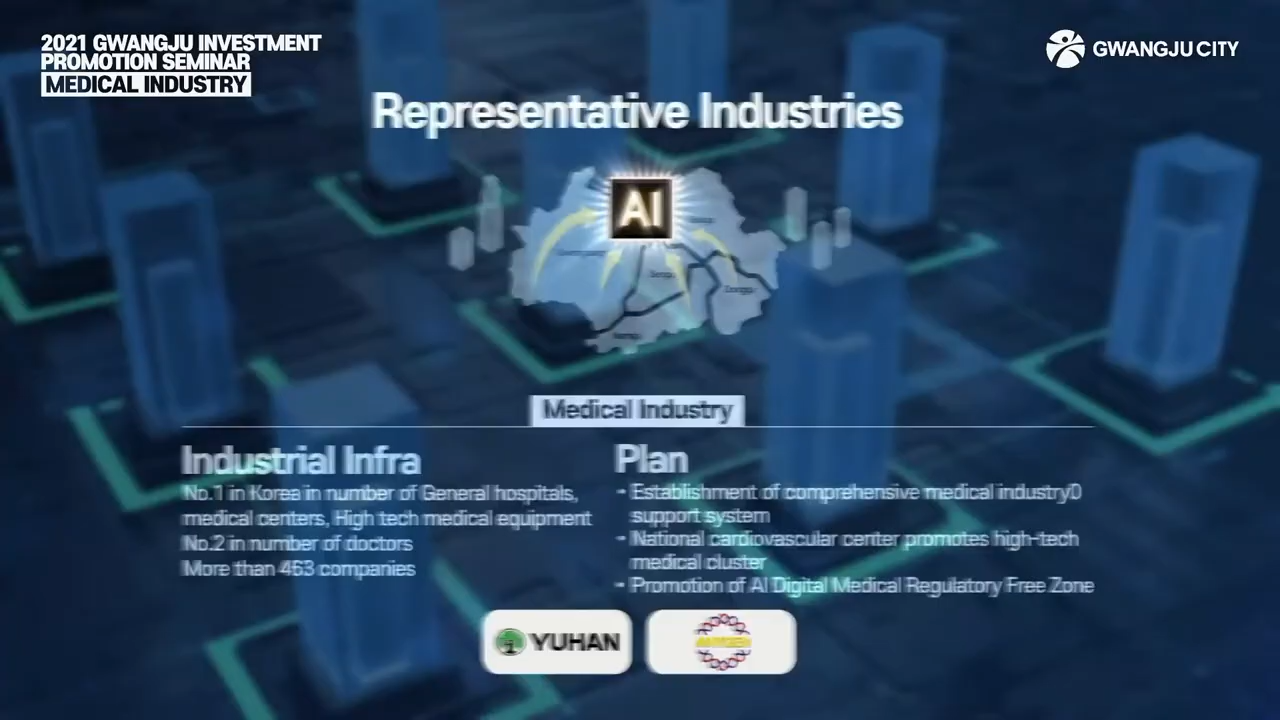 2021 GWANGJU INVESTMENT
PROMOTION SEMINAR
MEDICAL INDUSTRY
GWANGJU CITY
Representative Industries
AI
Medical Industry
Industrial Infra
No.1 in Korea in number of General hospitals,
medical centers, High tech medical equipment
No.2 in number of doctors
More than 463 companies
Plan
- Establishment of comprehensive medical industry0
support system
- National cardiovascular center promotes high-tech
medical cluster
- Promotion of AI Digital Medical Regulatory Free Zone
YUHAN